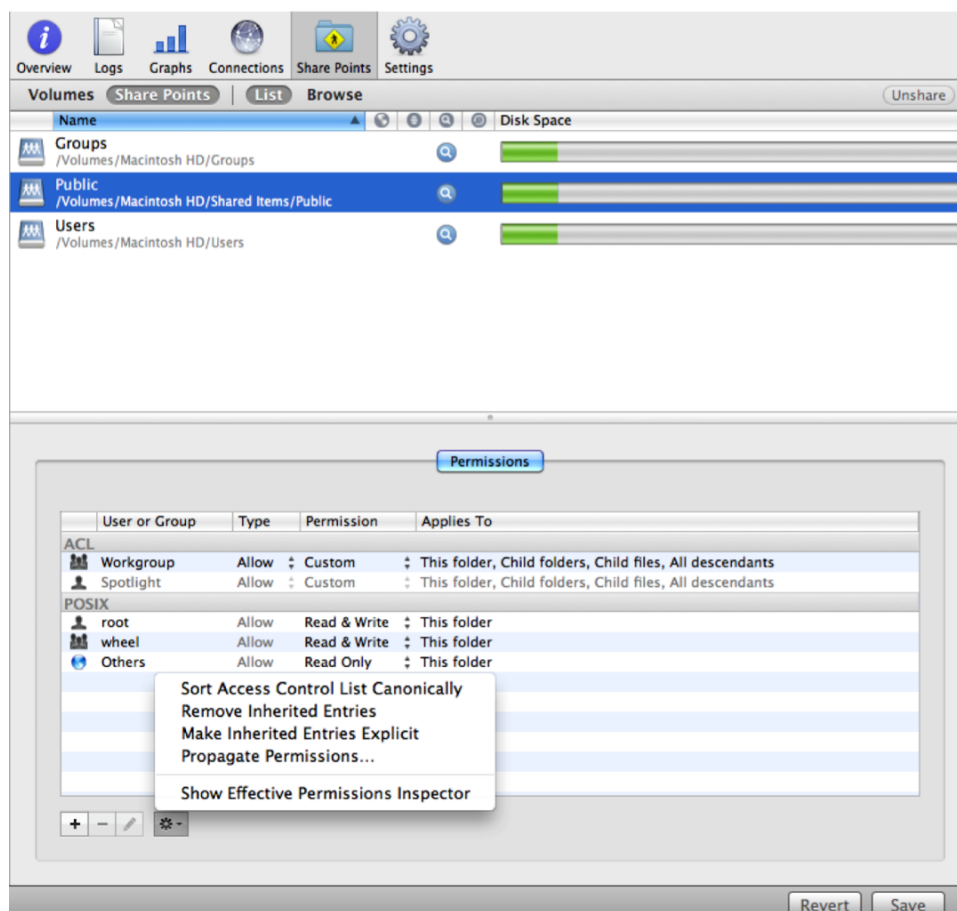 Overview Logs Graphs Connections Share Points Settings
Volumes Share Points List Browse Unshare
Name Disk Space
Groups
/Volumes/Macintosh HD/Groups
Public
/Volumes/Macintosh HD/Shared Items/Public
Users
/Volumes/Macintosh HD/Users
Permissions
User or Group Type Permission Applies To
ACL
Workgroup Allow Custom This folder, Child folders, Child files, All descendants
Spotlight Allow Custom This folder, Child folders, Child files, All descendants
POSIX
root Allow Read & Write This folder
wheel Allow Read & Write This folder
Others Allow Read Only This folder
Sort Access Control List Canonically
Remove Inherited Entries
Make Inherited Entries Explicit
Propagate Permissions...
Show Effective Permissions Inspector
Revert Save